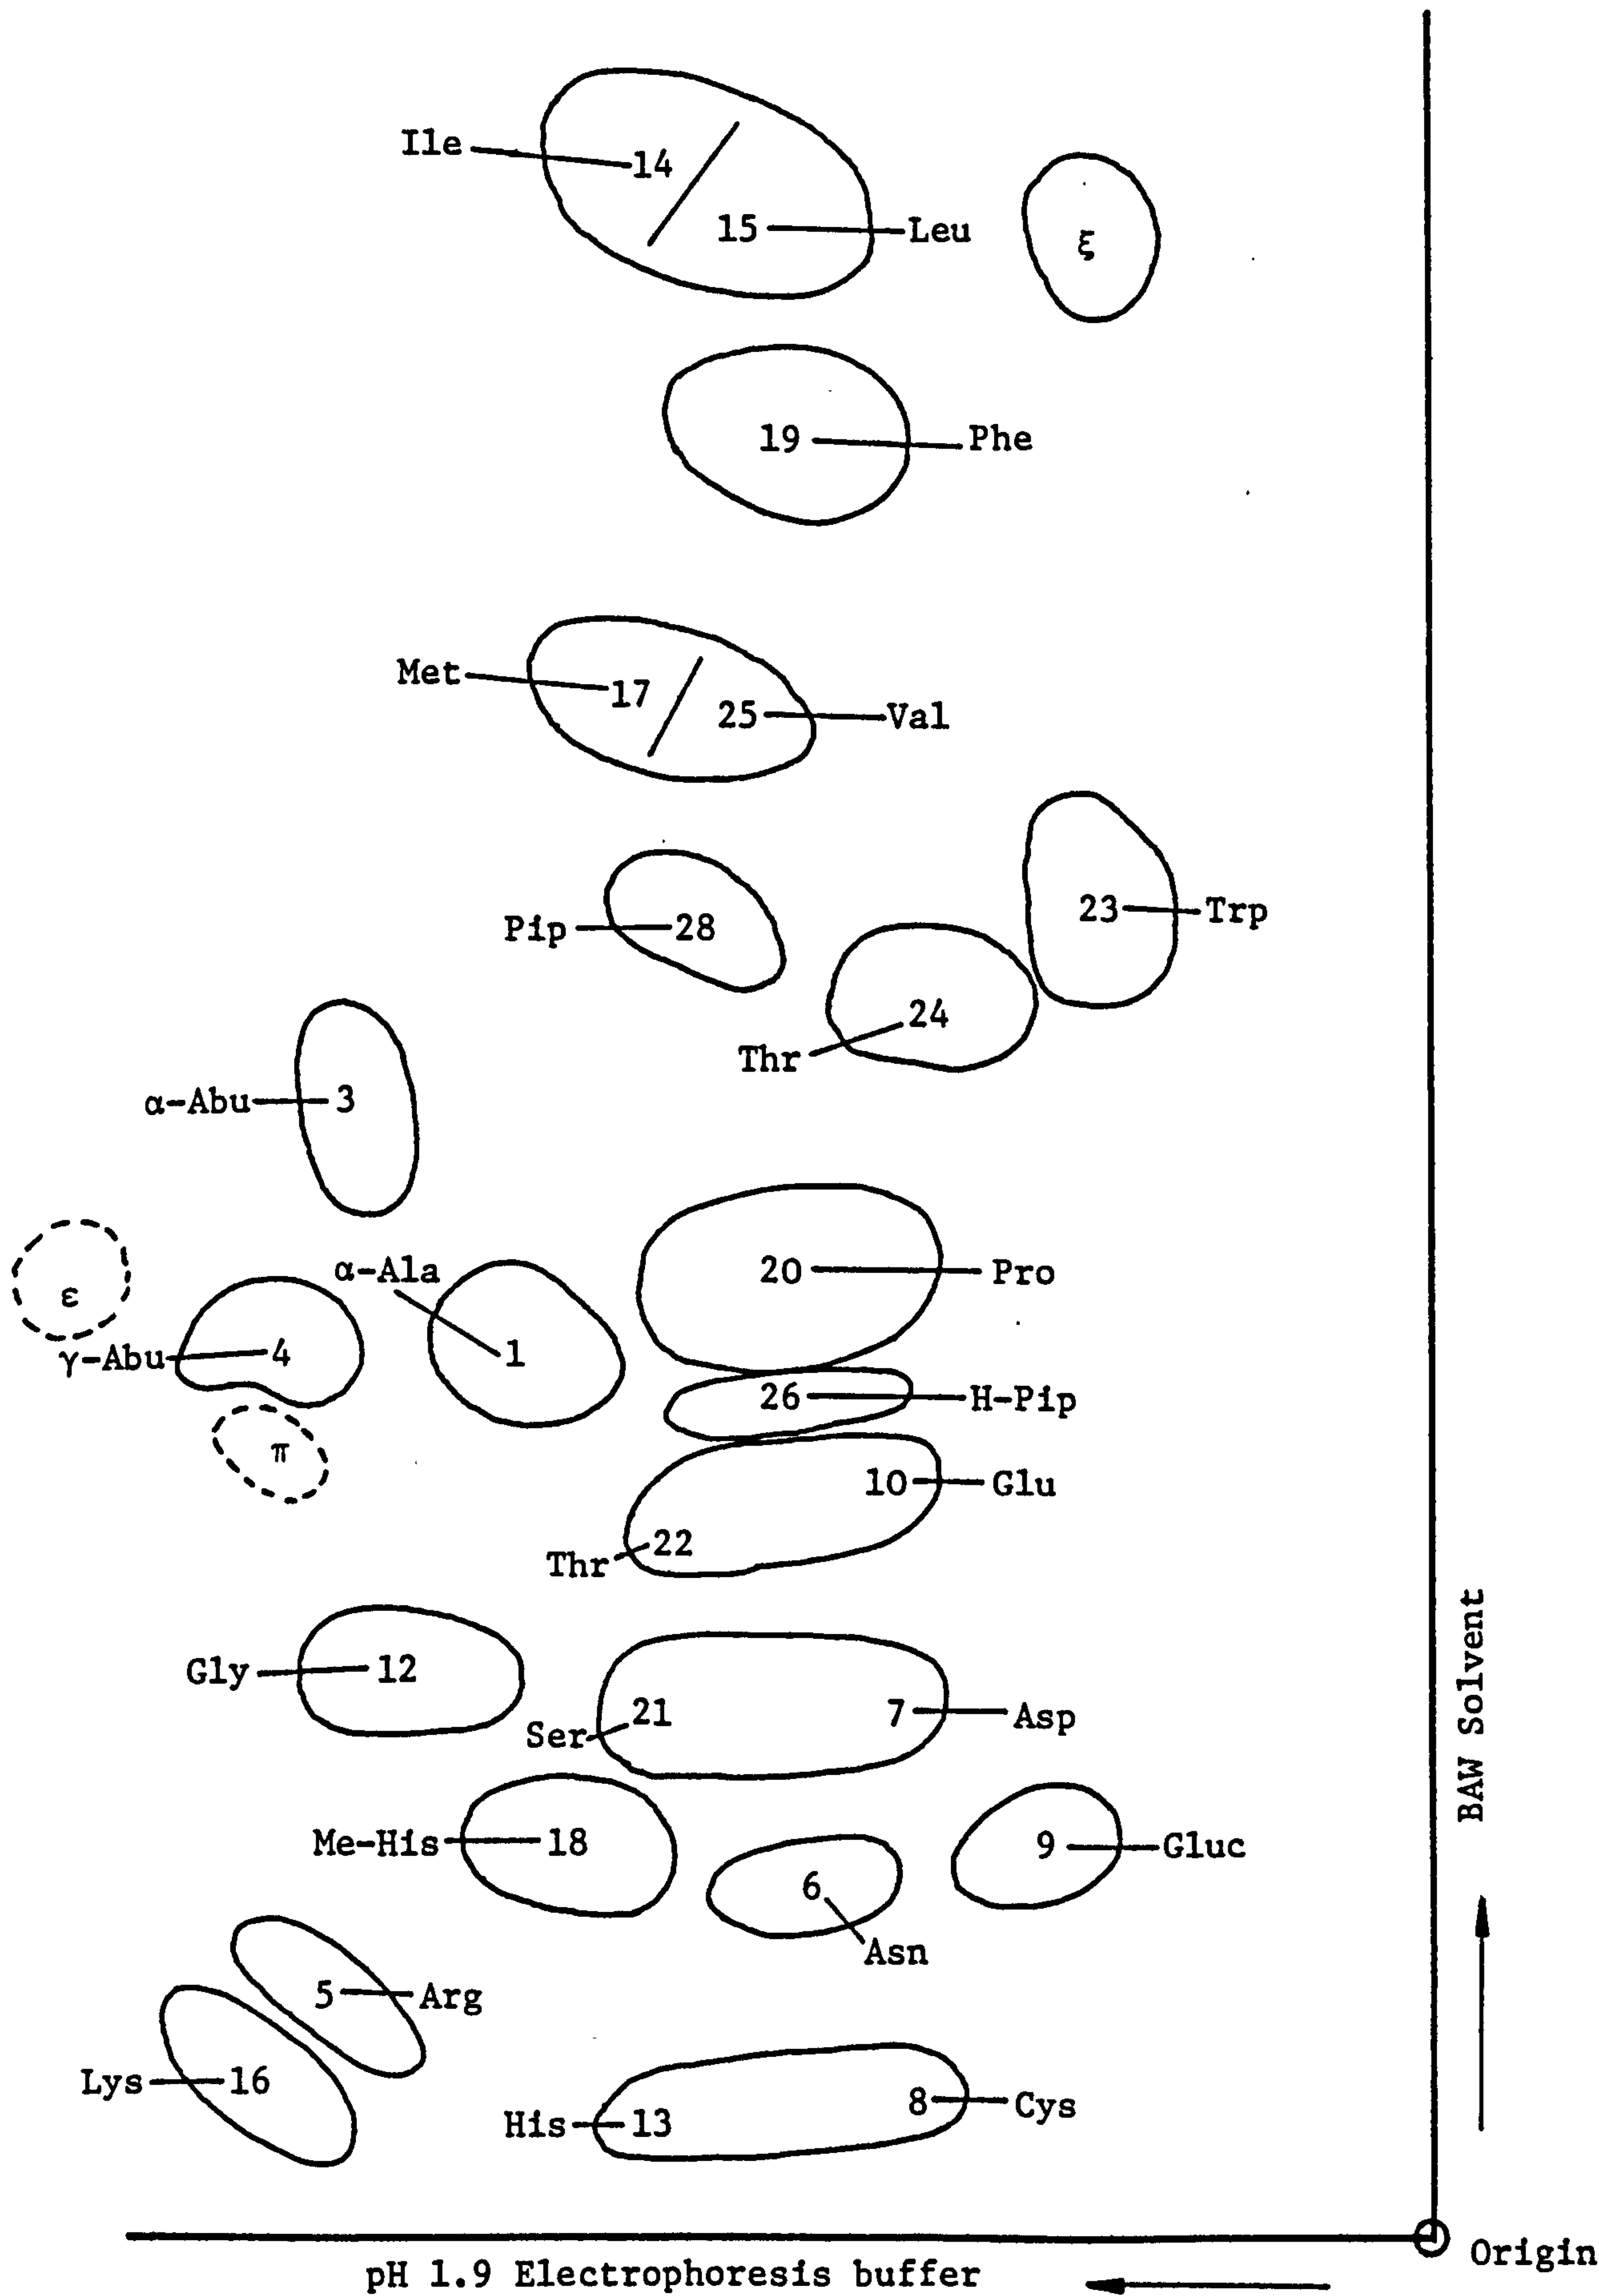 Ile 14
15 Leu
ξ
19 Phe
Met 17
25 Val
23 Trp
Pip 28
24
Thr
α-Abu 3
α-Ala
20 Pro
ε
γ-Abu 4
1
26 H-Pip
π
10 Glu
22
Thr
Gly 12
21
7 Asp
Ser
Me-His 18
9 Gluc
6
Asn
5 Arg
Lys 16
8 Cys
His 13
BAW Solvent
Origin
pH 1.9 Electrophoresis buffer